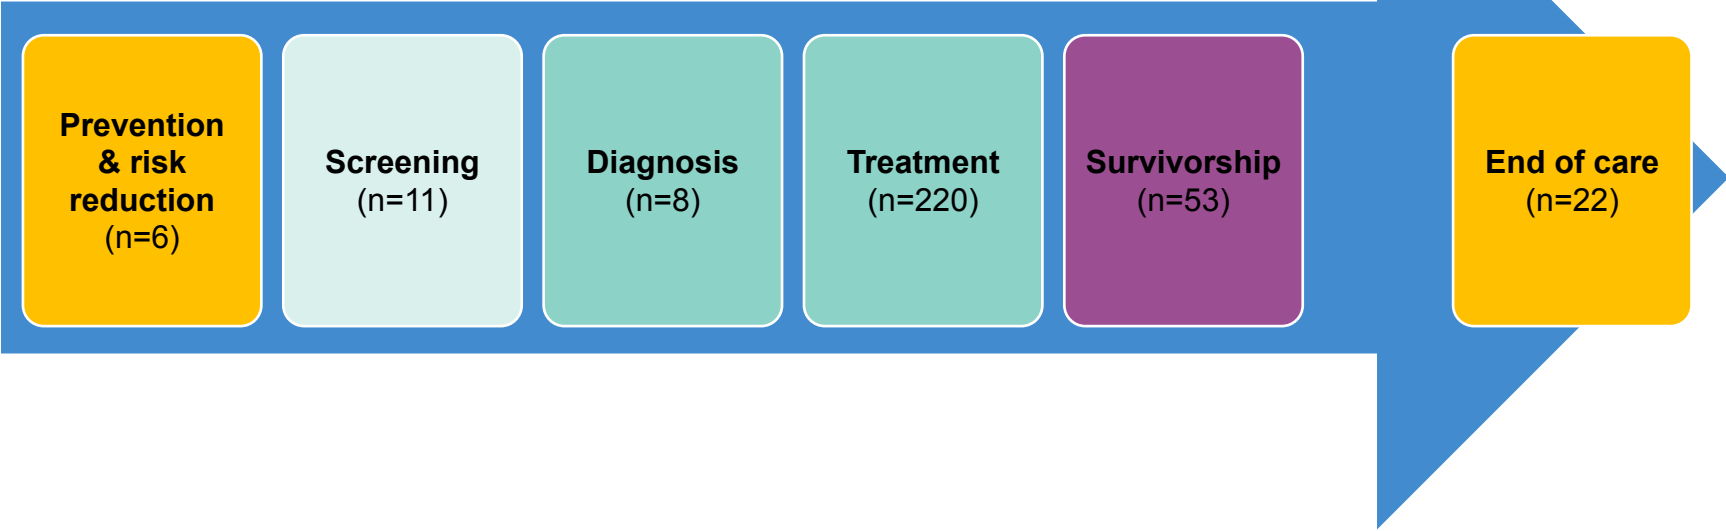 Prevention
& risk
reduction
(n=6)
Screening
(n=11)
Diagnosis
(n=8)
Treatment
(n=220)
Survivorship
(n=53)
End of care
(n=22)